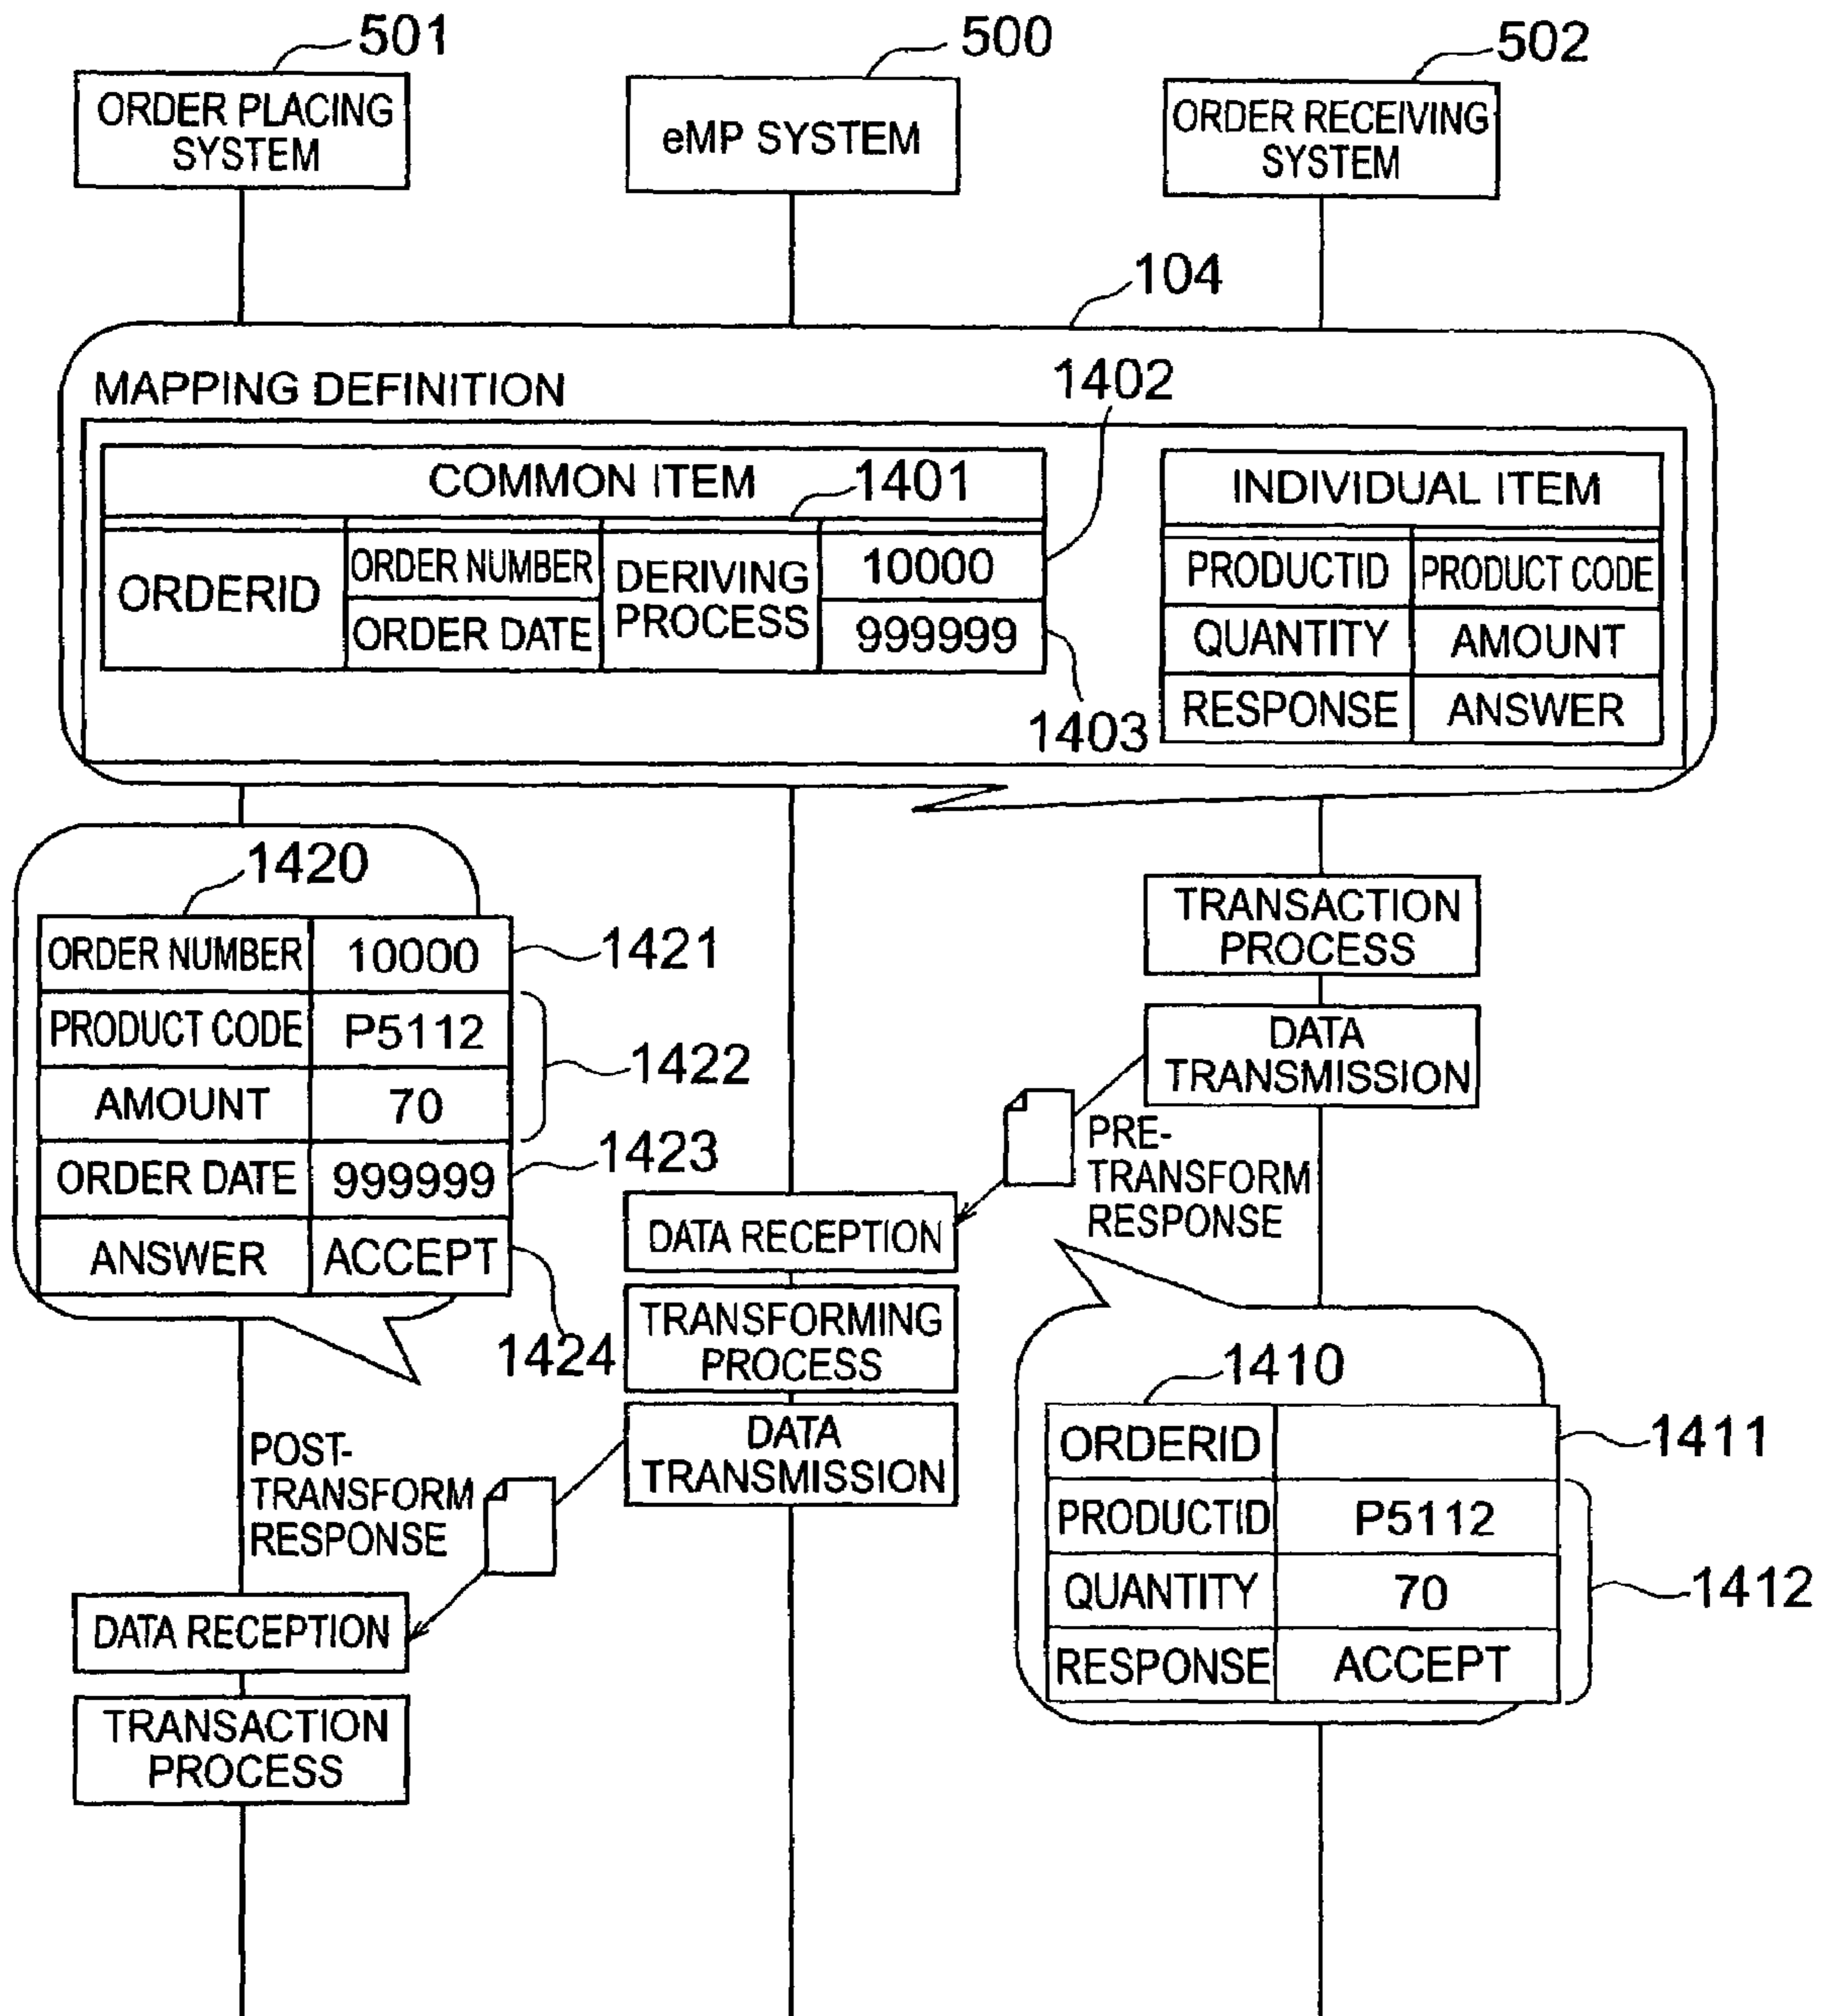 501
500
502
ORDER PLACING
SYSTEM
eMP SYSTEM
ORDER RECEIVING
SYSTEM
104
MAPPING DEFINITION
1402
COMMON ITEM
1401
ORDERID
ORDER NUMBER
ORDER DATE
DERIVING
PROCESS
10000
999999
1403
INDIVIDUAL ITEM
PRODUCTID
PRODUCT CODE
QUANTITY
AMOUNT
RESPONSE
ANSWER
1420
ORDER NUMBER
10000
1421
PRODUCT CODE
P5112
1422
AMOUNT
70
ORDER DATE
999999
1423
ANSWER
ACCEPT
1424
TRANSACTION
PROCESS
DATA
TRANSMISSION
PRE-
TRANSFORM
RESPONSE
DATA RECEPTION
TRANSFORMING
PROCESS
DATA
TRANSMISSION
1410
ORDERID
1411
PRODUCTID
P5112
QUANTITY
70
1412
RESPONSE
ACCEPT
POST-
TRANSFORM
RESPONSE
DATA RECEPTION
TRANSACTION
PROCESS